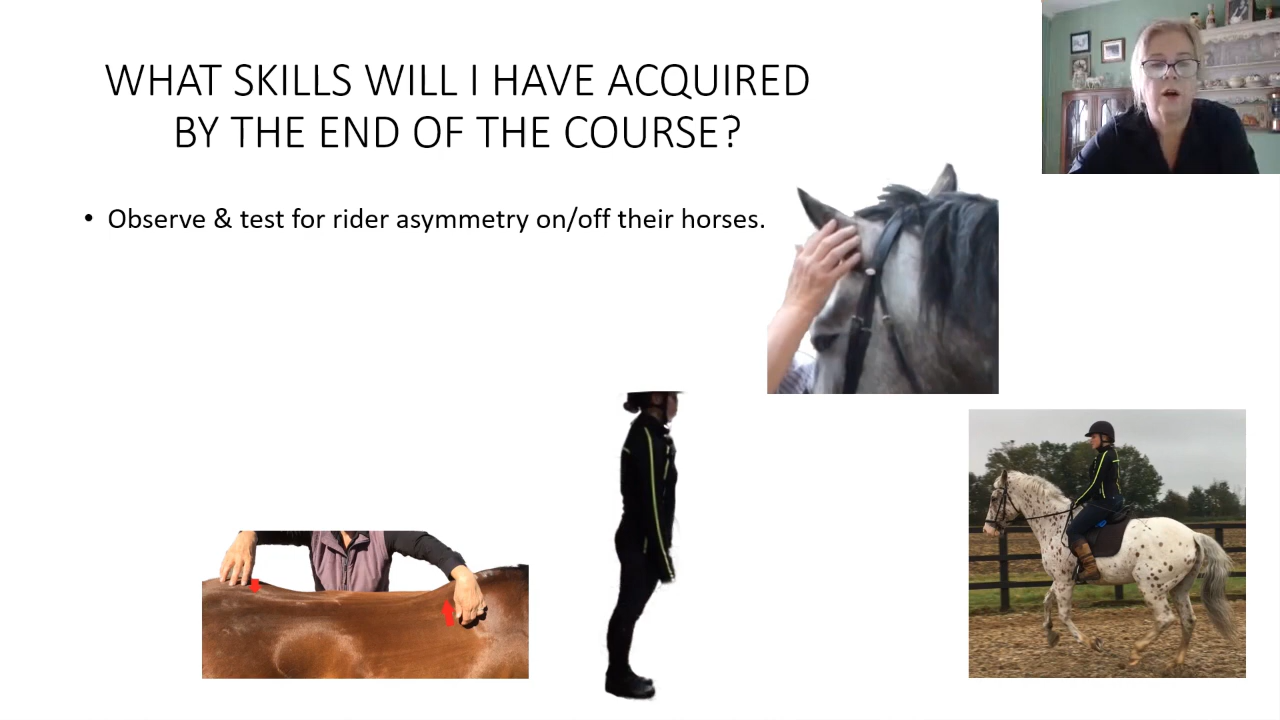 WHAT SKILLS WILL I HAVE ACQUIRED
BY THE END OF THE COURSE?
• Observe & test for rider asymmetry on/off their horses.